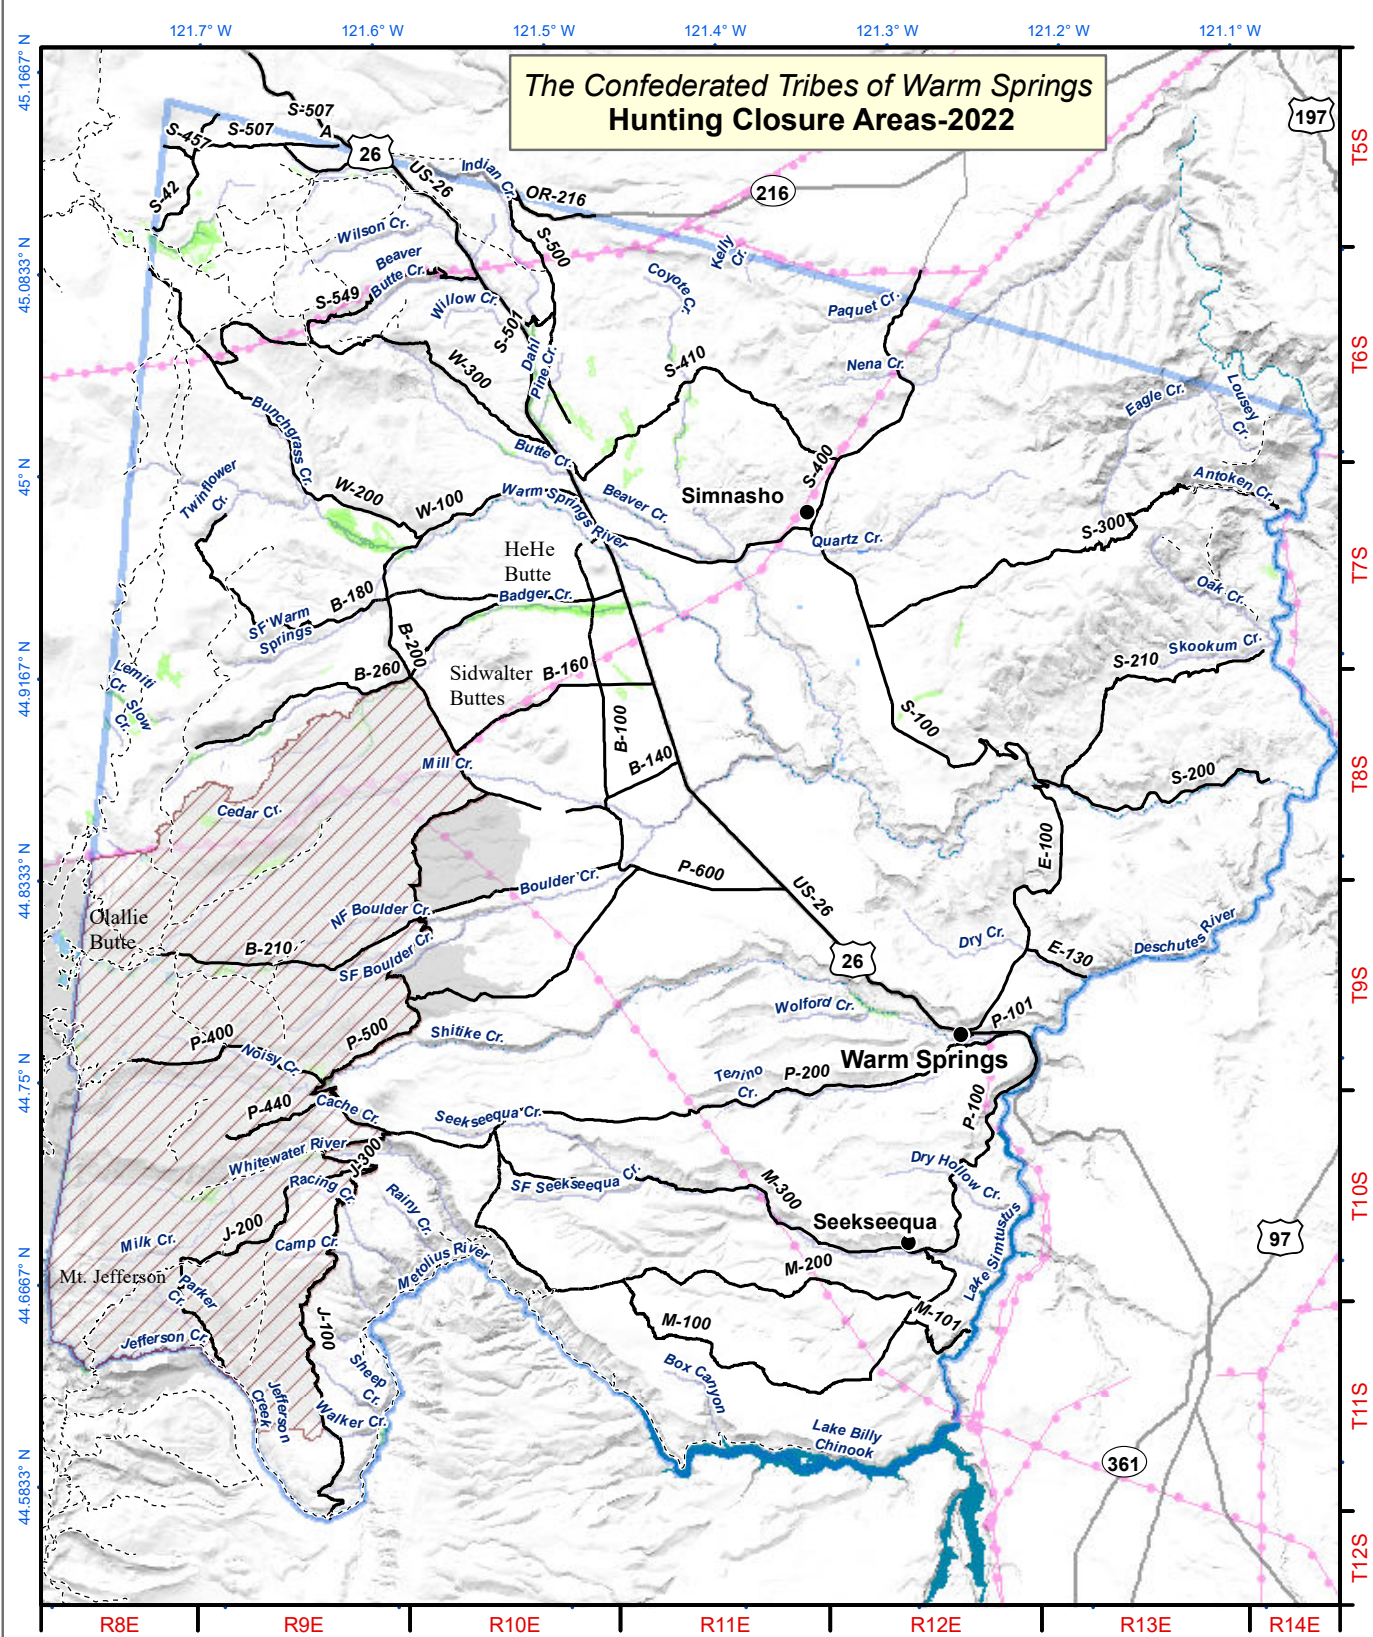 121.7° W
121.6° W
121.5° W
121.4° W
121.3° W
121.2° W
121.1° W
45.1667° N
45.0833° N
45° N
44.9167° N
44.8333° N
44.75° N
44.6667° N
44.5833° N
The Confederated Tribes of Warm Springs
Hunting Closure Areas-2022
197
T5S
T6S
T7S
T8S
T9S
T10S
T11S
T12S
S-507
A
S-507
S-457
26
US-26
S-42
Indian Cr.
OR-216
216
Wilson Cr.
Beaver
Butte Cr.
S-500
Kelly
Cr.
Coyote Cr.
S-549
Willow Cr.
Paquet Cr.
S-501
Dahl
Pine Cr.
W-300
S-410
Nena Cr.
Eagle Cr.
Lousey
Cr.
Bunchgrass Cr.
Butte Cr.
S-400
Twinflower
Cr.
W-200
W-100
Warm Springs River
Beaver Cr.
Simnasho
Antoken Cr.
S-300
Quartz Cr.
HeHe
Butte
Badger Cr.
B-180
SF Warm
Springs
Oak Cr.
B-200
Skookum Cr.
S-210
B-260
Sidwalter
Buttes
B-160
Lemiti
Cr.
Slow
Cr.
B-100
S-100
Mill Cr.
B-140
S-200
Cedar Cr.
E-100
P-600
US-26
Boulder Cr.
NF Boulder Cr.
Olallie
Butte
B-210
SF Boulder Cr.
26
Dry Cr.
E-130
Deschutes River
Wolford Cr.
P-101
P-400
P-500
Shitike Cr.
Noisy Cr.
Warm Springs
Tenino
Cr.
P-200
P-100
P-440
Cache Cr.
Seekseequa Cr.
Whitewater River
J-300
Racing Cr.
Rainy Cr.
SF Seekseequa Cr.
M-300
Dry Hollow Cr.
Seekseequa
Lake Simtustus
97
J-200
Milk Cr.
Camp Cr.
Metolius River
M-200
Mt. Jefferson
Parker
Cr.
Jefferson Cr.
J-100
M-100
M-101
Sheep
Cr.
Box Canyon
Jefferson
Creek
Walker Cr.
Lake Billy
Chinook
361
R8E
R9E
R10E
R11E
R12E
R13E
R14E